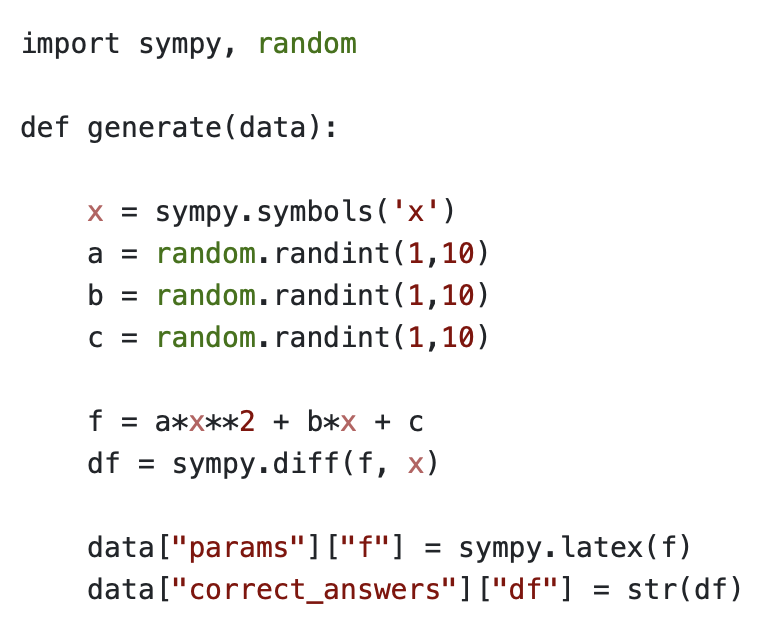 import sympy, random
def generate(data):
    x = sympy.symbols('x')
    a = random.randint(1,10)
    b = random.randint(1,10)
    c = random.randint(1,10)
    f = a*x**2 + b*x + c
    df = sympy.diff(f, x)
    data["params"]["f"] = sympy.latex(f)
    data["correct_answers"]["df"] = str(df)